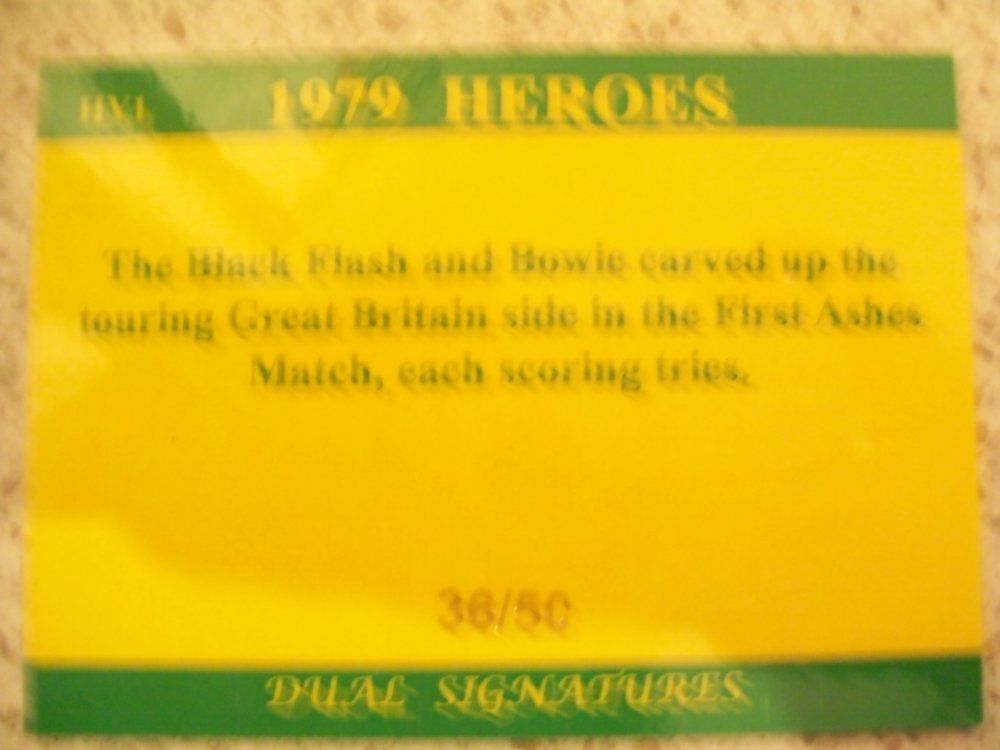 1979 HEROES
The Black Flash and Bowie carved up the
touring Great Britain side in the First Ashes
Match, each scoring tries.
36/50
DUAL SIGNATURES